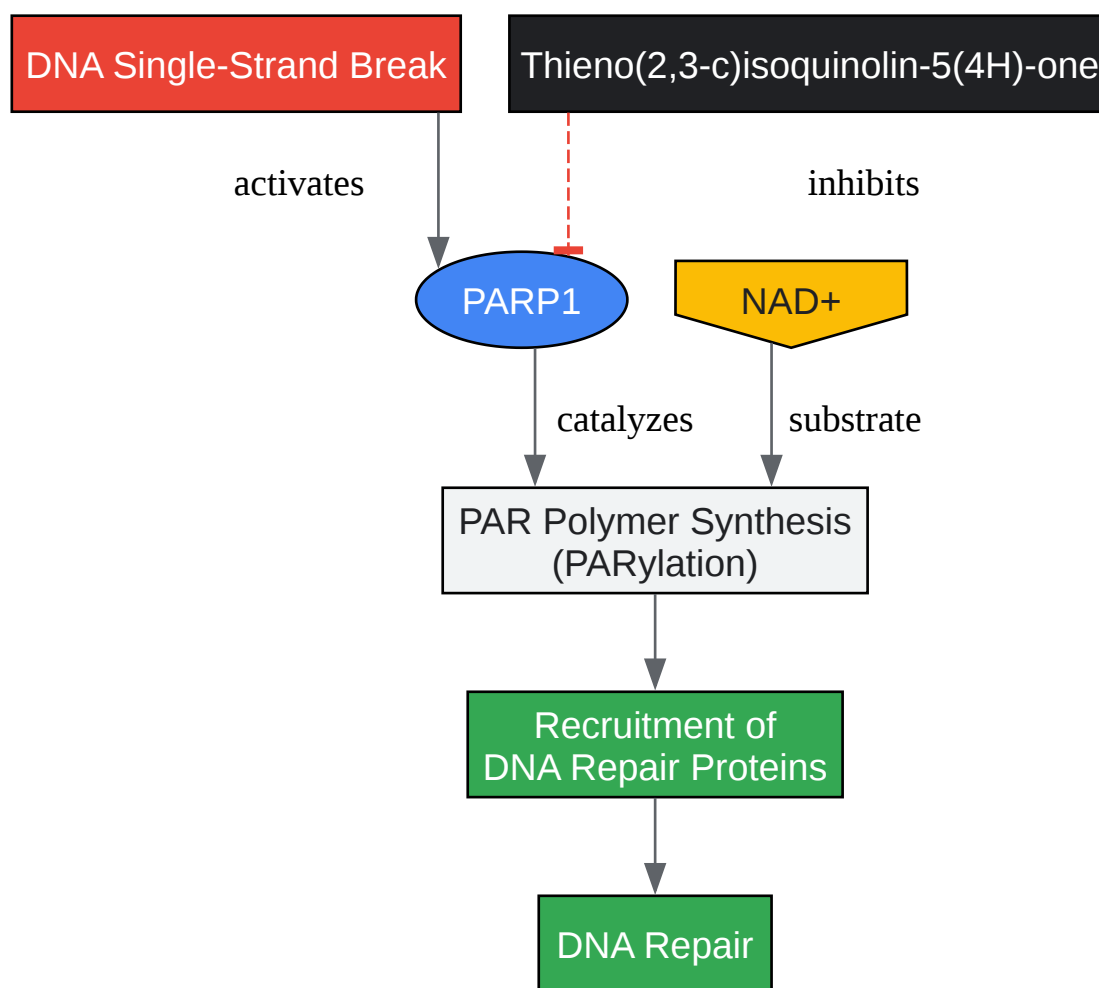 DNA Single-Strand Break
Thieno(2,3-c)isoquinolin-5(4H)-one
activates
inhibits
PARP1
NAD+
catalyzes
substrate
PAR Polymer Synthesis
(PARylation)
Recruitment of
DNA Repair Proteins
DNA Repair